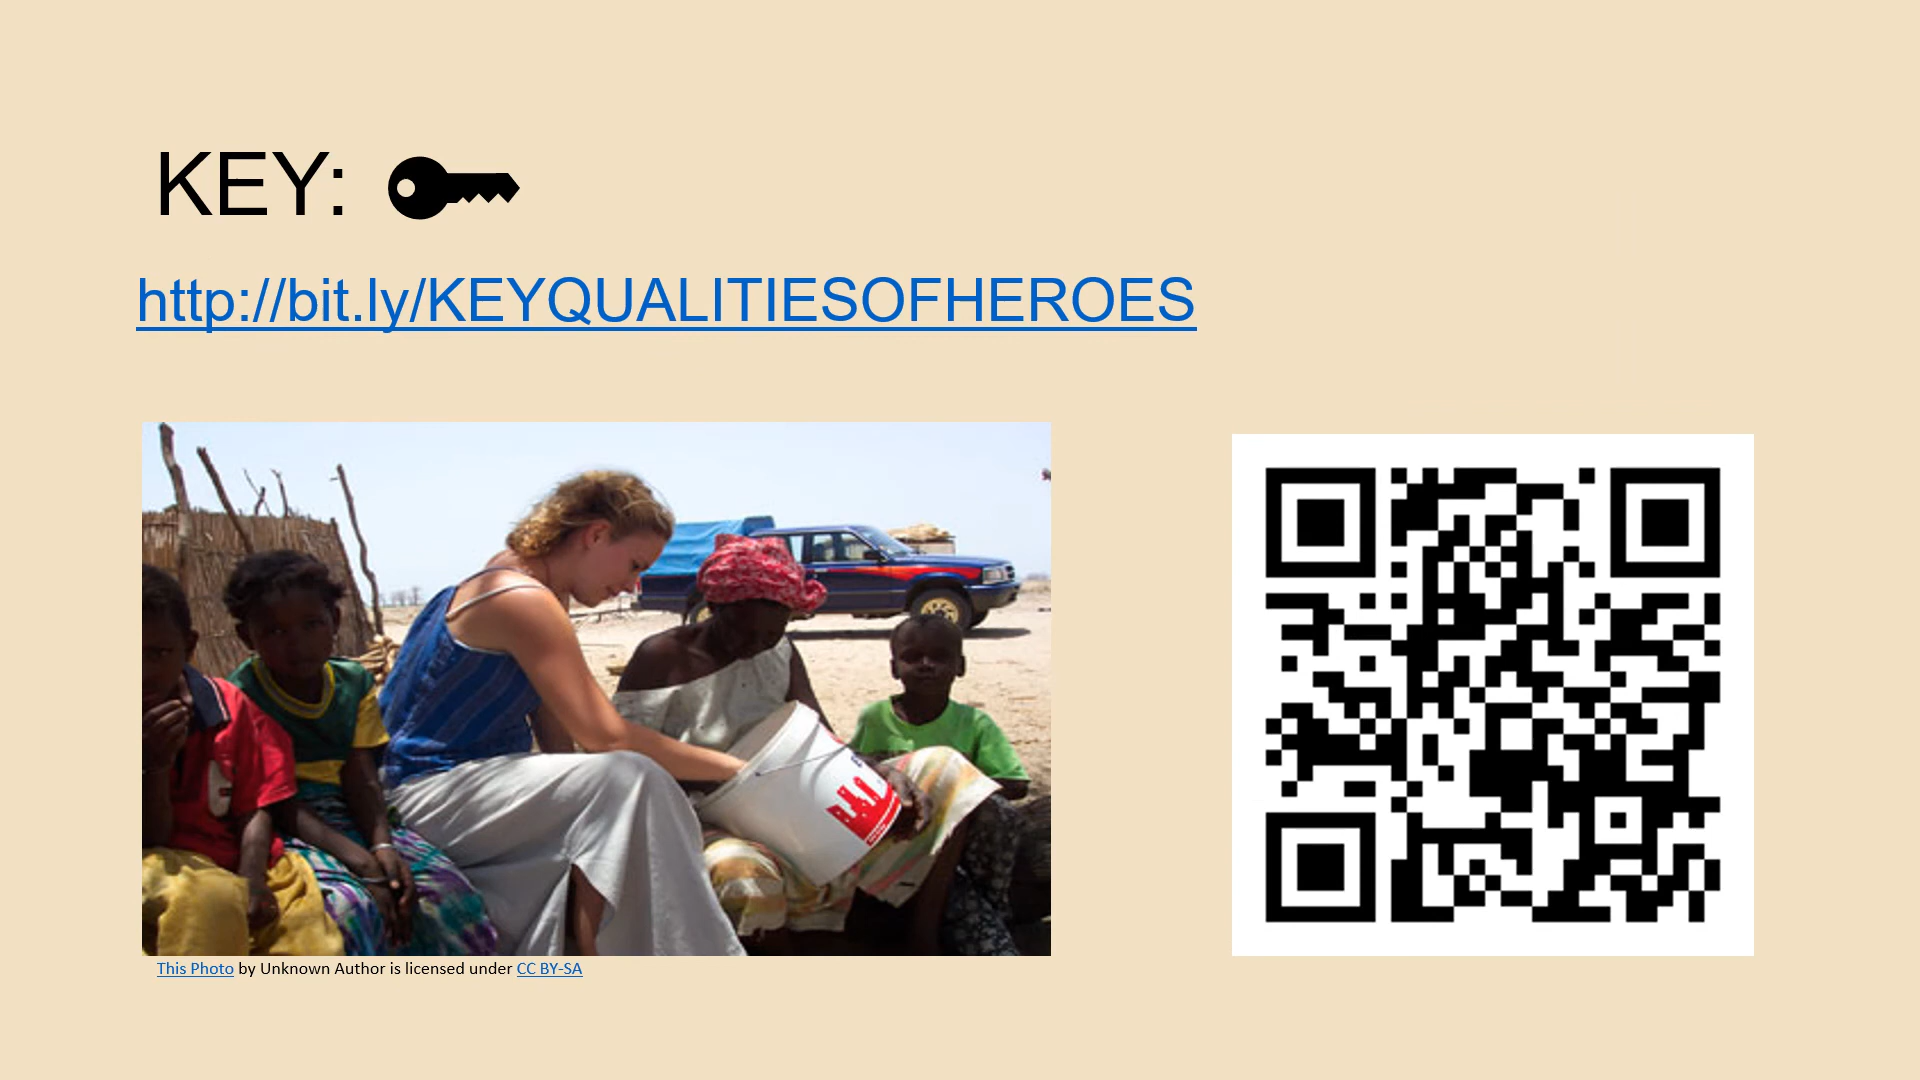 KEY:
http://bit.ly/KEYQUALITIESOFHEROES
This Photo by Unknown Author is licensed under CC BY-SA